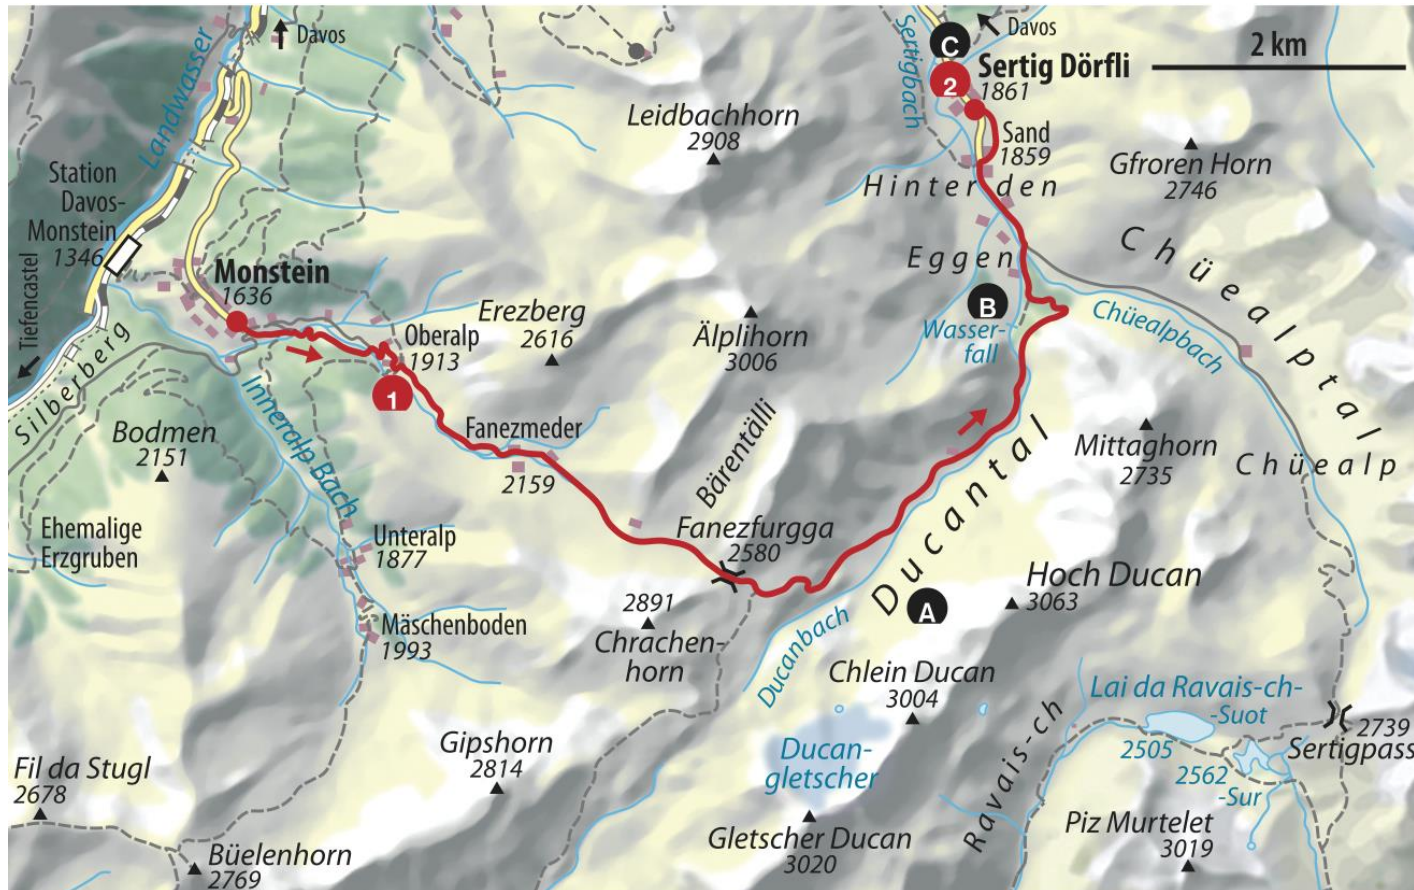 Davos
Landwasser
Station
Davos-
Monstein
1346
Tiefencastel
Silberberg
Monstein
1636
Oberalp
1913
1
Erezberg
2616
Leidbachhorn
2908
Älplihorn
3006
Sertigbach
C
Davos
2
Sertig Dörfli
1861
2 km
Sand
1859
Gfroren Horn
2746
Hinter den
Eggen
B
Wasser-
fall
Chüealptal
Chüealpbach
Chüealp
Mittaghorn
2735
Inneralp Bach
Bodmen
2151
Ehemalige
Erzgruben
Fanezmeder
2159
Bärentälli
Fanezfurgga
2580
Ducantal
Unteralp
1877
Mäschenboden
1993
2891
Chrachen-
horn
Ducanbach
A
Hoch Ducan
3063
Chlein Ducan
3004
Ducan-
gletscher
Gletscher Ducan
3020
Ravais-ch
Lai da Ravais-ch-
-Suot
2505
2562
-Sur
2739
Sertigpass
Piz Murtelet
3019
Gipshorn
2814
Fil da Stugl
2678
Büelenhorn
2769